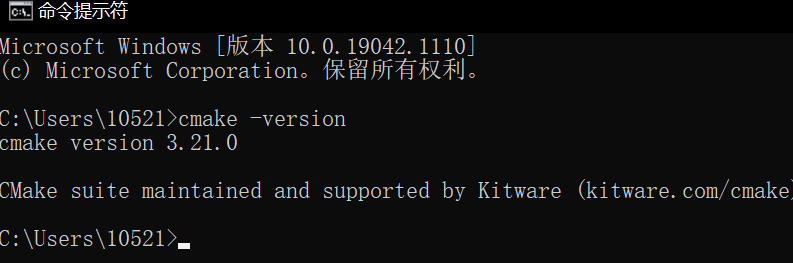 命令提示符
Microsoft Windows [版本 10.0.19042.1110]
(c) Microsoft Corporation。保留所有权利。
C:\Users\10521>cmake -version
cmake version 3.21.0
CMake suite maintained and supported by Kitware (kitware.com/cmake)
C:\Users\10521>